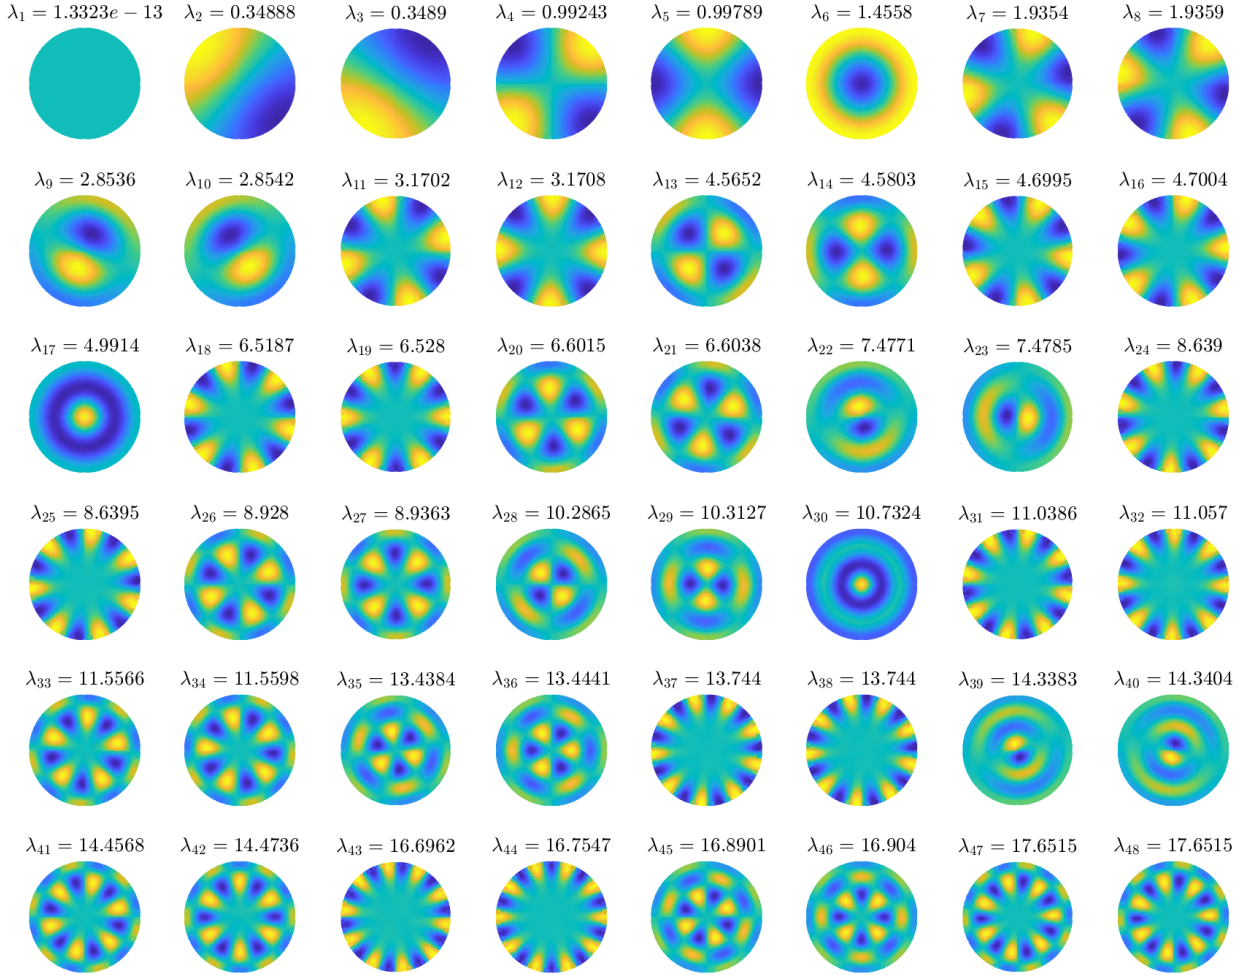 λ₁ = 1.3323e − 13 λ₂ = 0.34888 λ₃ = 0.3489 λ₄ = 0.99243 λ₅ = 0.99789 λ₆ = 1.4558 λ₇ = 1.9354 λ₈ = 1.9359
λ₉ = 2.8536 λ₁₀ = 2.8542 λ₁₁ = 3.1702 λ₁₂ = 3.1708 λ₁₃ = 4.5652 λ₁₄ = 4.5803 λ₁₅ = 4.6995 λ₁₆ = 4.7004
λ₁₇ = 4.9914 λ₁₈ = 6.5187 λ₁₉ = 6.528 λ₂₀ = 6.6015 λ₂₁ = 6.6038 λ₂₂ = 7.4771 λ₂₃ = 7.4785 λ₂₄ = 8.639
λ₂₅ = 8.6395 λ₂₆ = 8.928 λ₂₇ = 8.9363 λ₂₈ = 10.2865 λ₂₉ = 10.3127 λ₃₀ = 10.7324 λ₃₁ = 11.0386 λ₃₂ = 11.057
λ₃₃ = 11.5566 λ₃₄ = 11.5598 λ₃₅ = 13.4384 λ₃₆ = 13.4441 λ₃₇ = 13.744 λ₃₈ = 13.744 λ₃₉ = 14.3383 λ₄₀ = 14.3404
λ₄₁ = 14.4568 λ₄₂ = 14.4736 λ₄₃ = 16.6962 λ₄₄ = 16.7547 λ₄₅ = 16.8901 λ₄₆ = 16.904 λ₄₇ = 17.6515 λ₄₈ = 17.6515